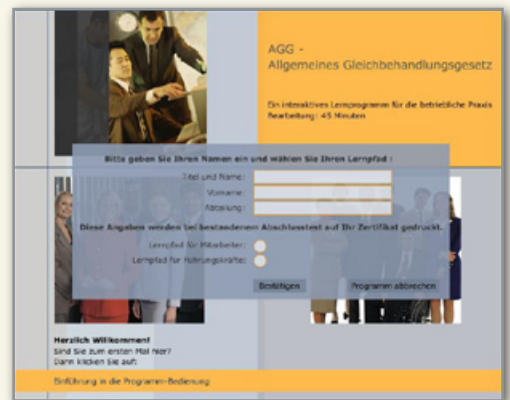 AGG -
Allgemeines Gleichbehandlungsgesetz
Ein interaktives Lernprogramm für die betriebliche Praxis
Bearbeitung: 45 Minuten
Bitte geben Sie Ihren Namen ein und wählen Sie Ihren Lernpfad :
Titel und Name:
Vorname:
Abteilung:
Diese Angaben werden bei bestandenem Abschlusstest auf Ihr Zertifikat gedruckt.
Lernpfad für Mitarbeiter:
Lernpfad für Führungskräfte:
Bestätigen
Programm abbrechen
Herzlich Willkommen!
Sind Sie zum ersten Mal hier?
Dann klicken Sie auf:
Einführung in die Programm-Bedienung